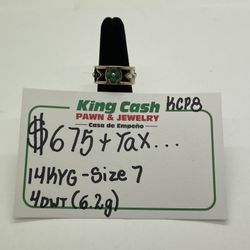 King Cash KCP8
PAWN & JEWELRY
Casa de Empeño
$675 + Tax...
14KYG - Size 7
4DWT (6.2g)